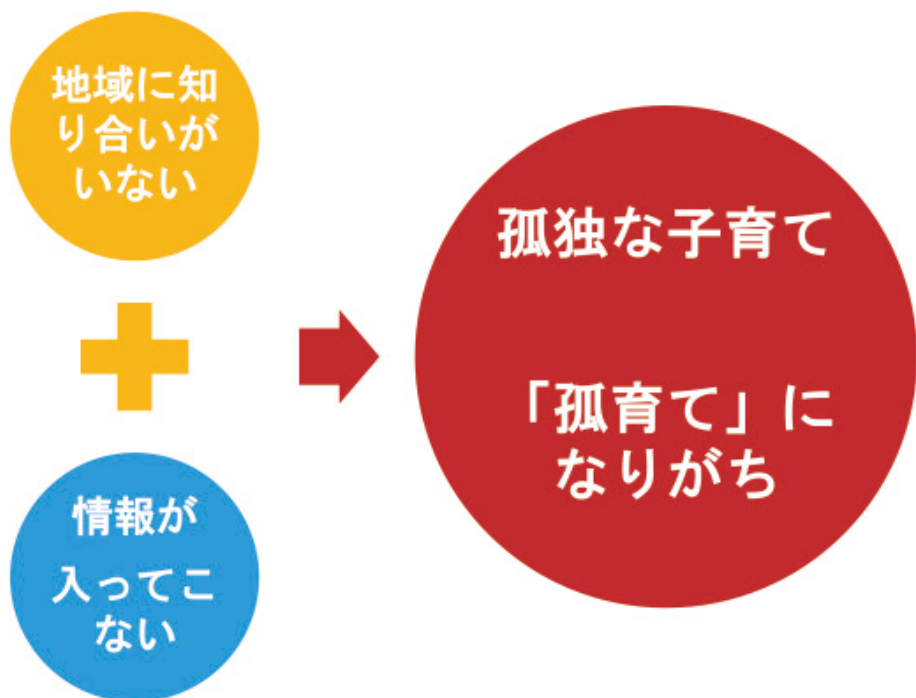 地域に知
り合いが
いない
情報が
入ってこ
ない
孤独な子育て
「孤育て」に
なりがち